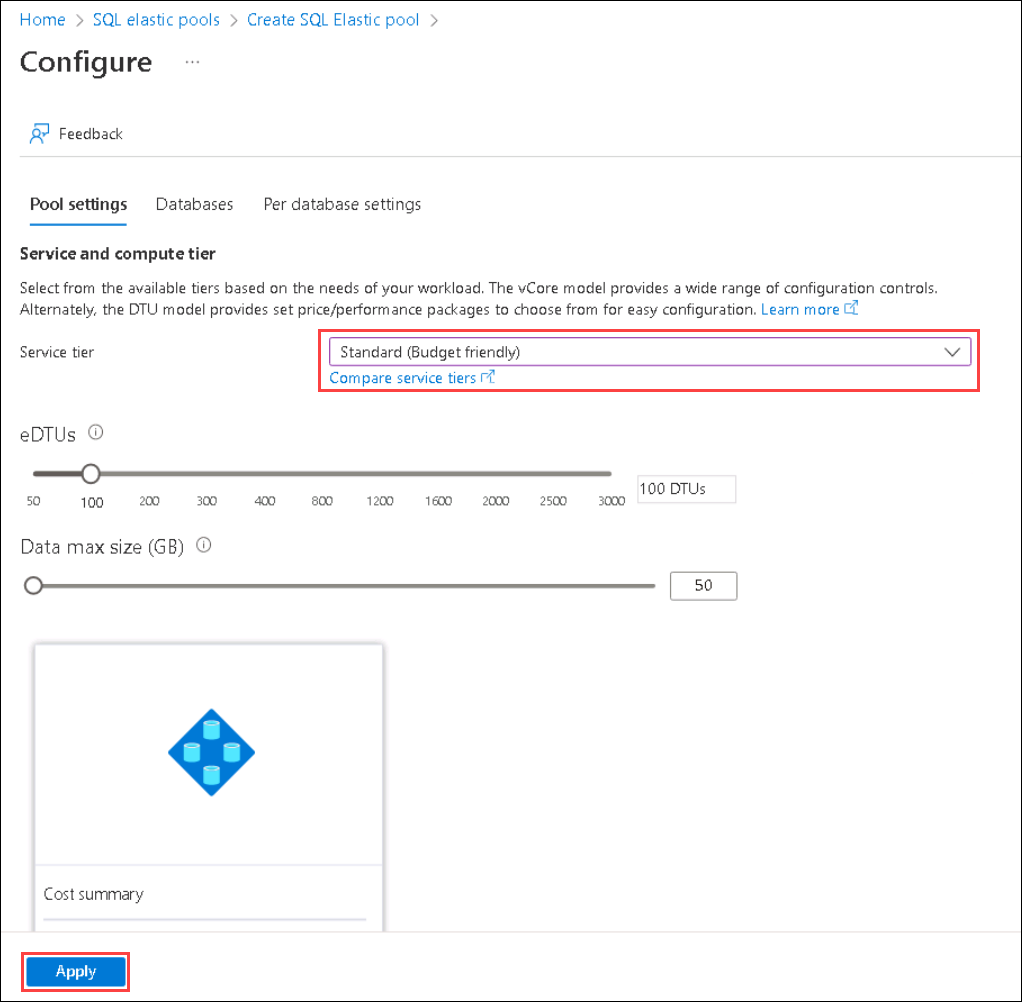 Home > SQL elastic pools > Create SQL Elastic pool >
Configure ...
Feedback
Pool settings Databases Per database settings
Service and compute tier
Select from the available tiers based on the needs of your workload. The vCore model provides a wide range of configuration controls.
Alternately, the DTU model provides set price/performance packages to choose from for easy configuration. Learn more
Service tier Standard (Budget friendly)
Compare service tiers
eDTUs
50 100 200 300 400 800 1200 1600 2000 2500 3000 100 DTUs
Data max size (GB)
50
Cost summary
Apply